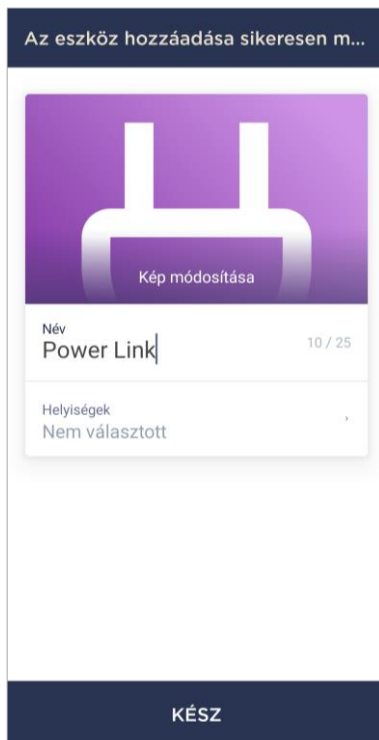 Az eszköz hozzáadása sikeresen m...
Kép módosítása
Név
Power Link
10 / 25
Helyiségek
Nem választott
KÉSZ